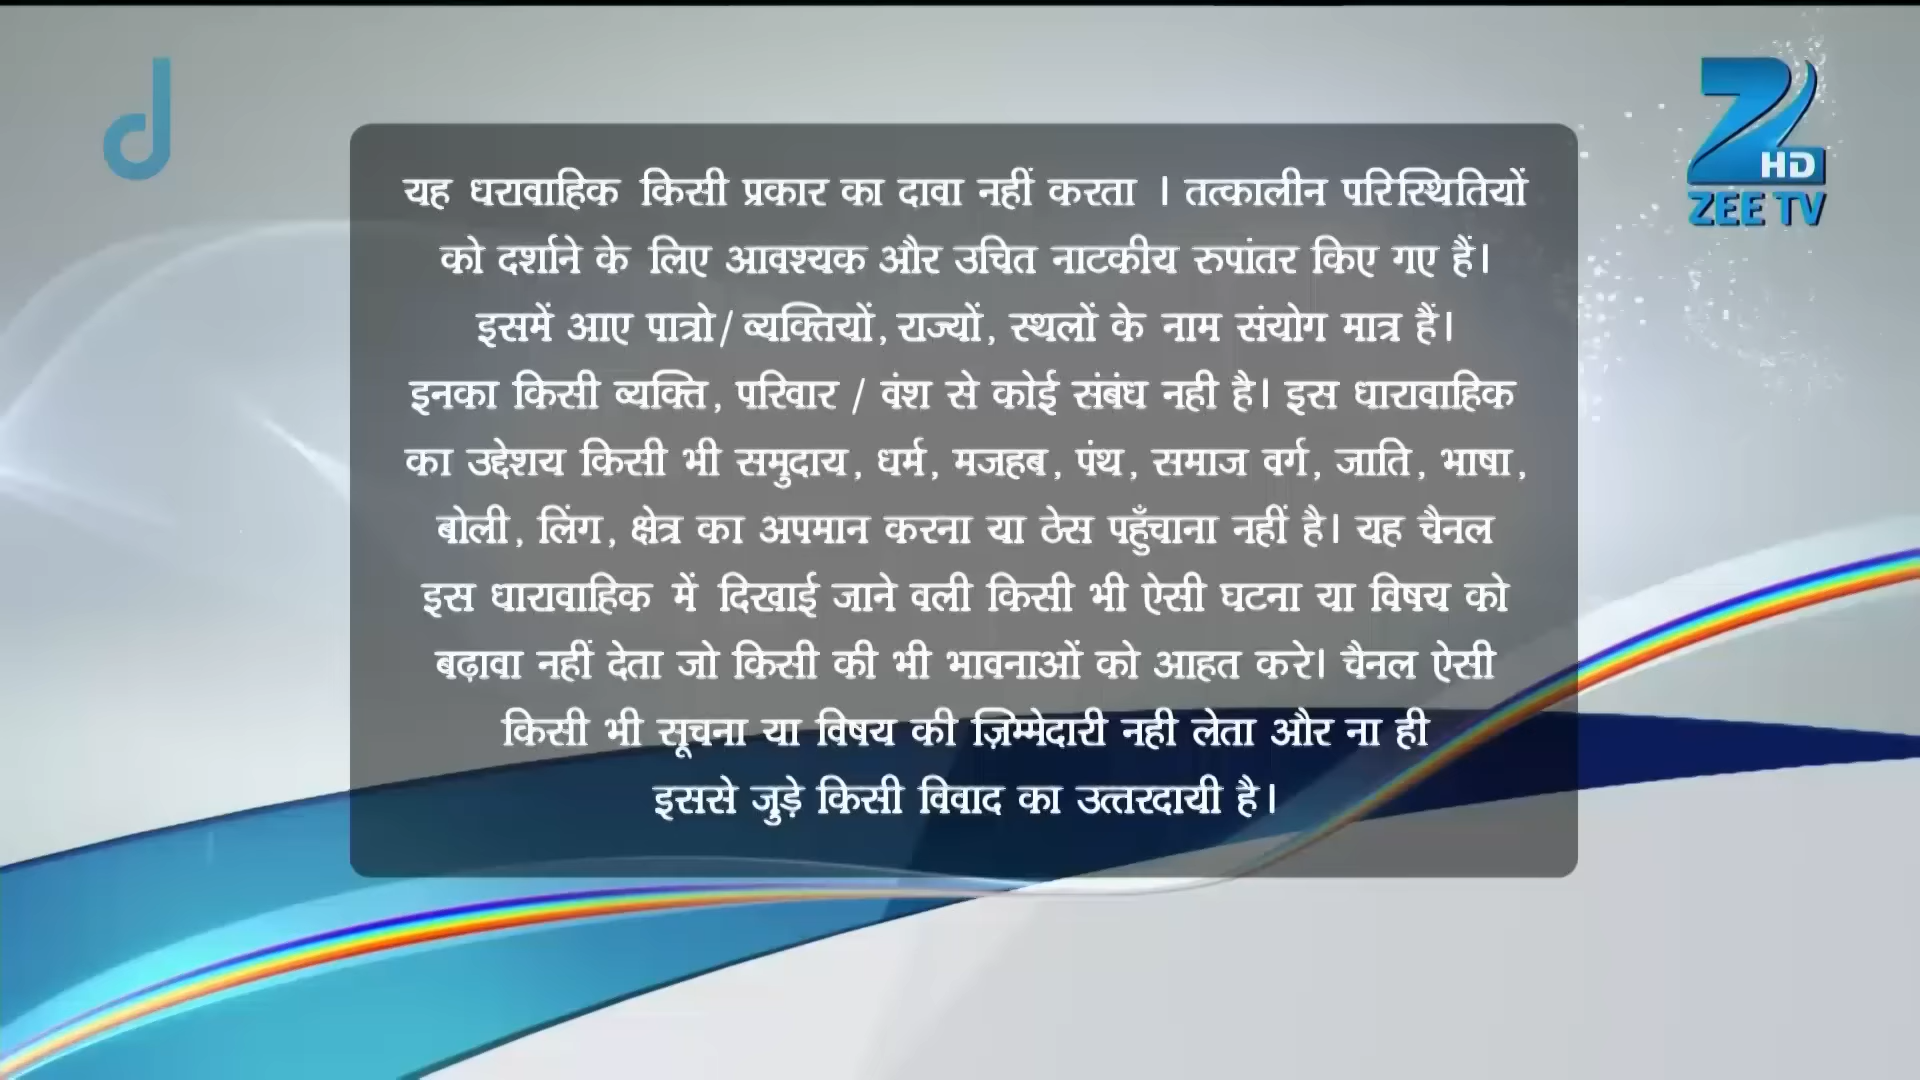 यह धरावाहिक किसी प्रकार का दावा नहीं करता । तत्कालीन परिस्थितियों
को दर्शाने के लिए आवश्यक और उचित नाटकीय रुपांतर किए गए हैं।
इसमें आए पात्रो/ व्यक्तियों, राज्यों, स्थलों के नाम संयोग मात्र हैं।
इनका किसी व्यक्ति, परिवार / वंश से कोई संबंध नही है। इस धारावाहिक
का उद्देशय किसी भी समुदाय, धर्म, मजहब, पंथ, समाज वर्ग, जाति, भाषा,
बोली, लिंग, क्षेत्र का अपमान करना या ठेस पहुँचाना नहीं है। यह चैनल
इस धारावाहिक में दिखाई जाने वली किसी भी ऐसी घटना या विषय को
बढ़ावा नहीं देता जो किसी की भी भावनाओं को आहत करे। चैनल ऐसी
किसी भी सूचना या विषय की ज़िम्मेदारी नही लेता और ना ही
इससे जुड़े किसी विवाद का उत्तरदायी है।
d
Z HD
ZEE TV